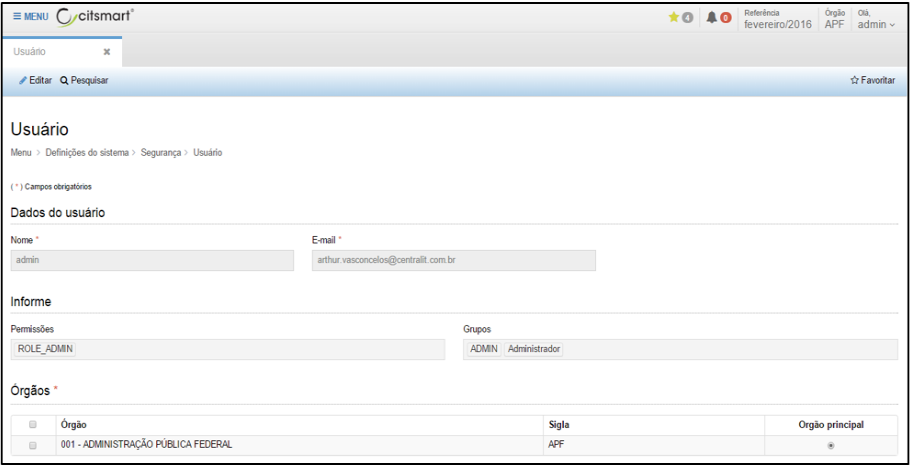 ≡ MENU citsmart
4 0 Referência Órgão Olá,
fevereiro/2016 APF admin
Usuário ×
Editar Pesquisar Favoritar
Usuário
Menu > Definições do sistema > Segurança > Usuário
( * ) Campos obrigatórios
Dados do usuário
Nome * E-mail *
admin arthur.vasconcelos@centralit.com.br
Informe
Permissões Grupos
ROLE_ADMIN ADMIN Administrador
Órgãos *
Órgão Sigla Orgão principal
001 - ADMINISTRAÇÃO PÚBLICA FEDERAL APF